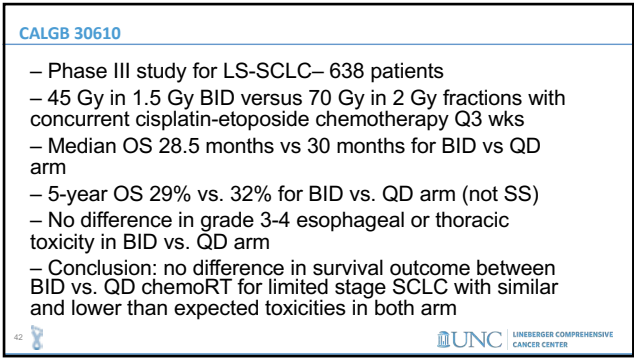 CALGB 30610
– Phase III study for LS-SCLC– 638 patients
– 45 Gy in 1.5 Gy BID versus 70 Gy in 2 Gy fractions with
concurrent cisplatin-etoposide chemotherapy Q3 wks
– Median OS 28.5 months vs 30 months for BID vs QD
arm
– 5-year OS 29% vs. 32% for BID vs. QD arm (not SS)
– No difference in grade 3-4 esophageal or thoracic
toxicity in BID vs. QD arm
– Conclusion: no difference in survival outcome between
BID vs. QD chemoRT for limited stage SCLC with similar
and lower than expected toxicities in both arm
42
UNC
LINEBERGER COMPREHENSIVE
CANCER CENTER